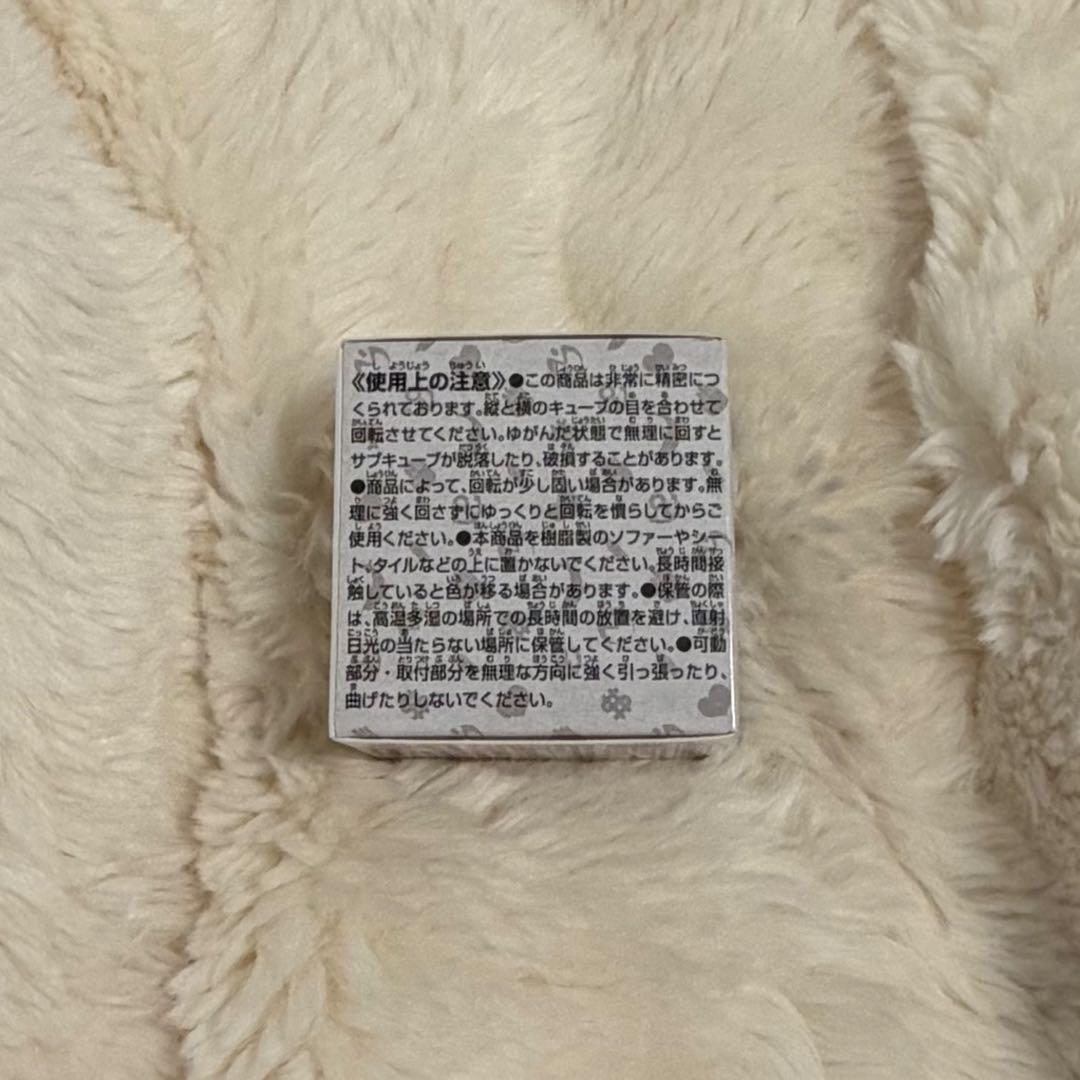 《使用上の注意》●この商品は非常に精密につ
くられております。縦と横のキューブの目を合わせて
回転させてください。ゆがんだ状態で無理に回すと
サブキューブが脱落したり、破損することがあります。
●商品によって、回転が少し固い場合があります。無
理に強く回さずにゆっくりと回転を慣らしてからご
使用ください。●本商品を樹脂製のソファーやシー
ト、タイルなどの上に置かないでください。長時間接
触していると色が移る場合があります。●保管の際
は、高温多湿の場所での長時間の放置を避け、直射
日光の当たらない場所に保管してください。●可動
部分・取付部分を無理な方向に強く引っ張ったり、
曲げたりしないでください。